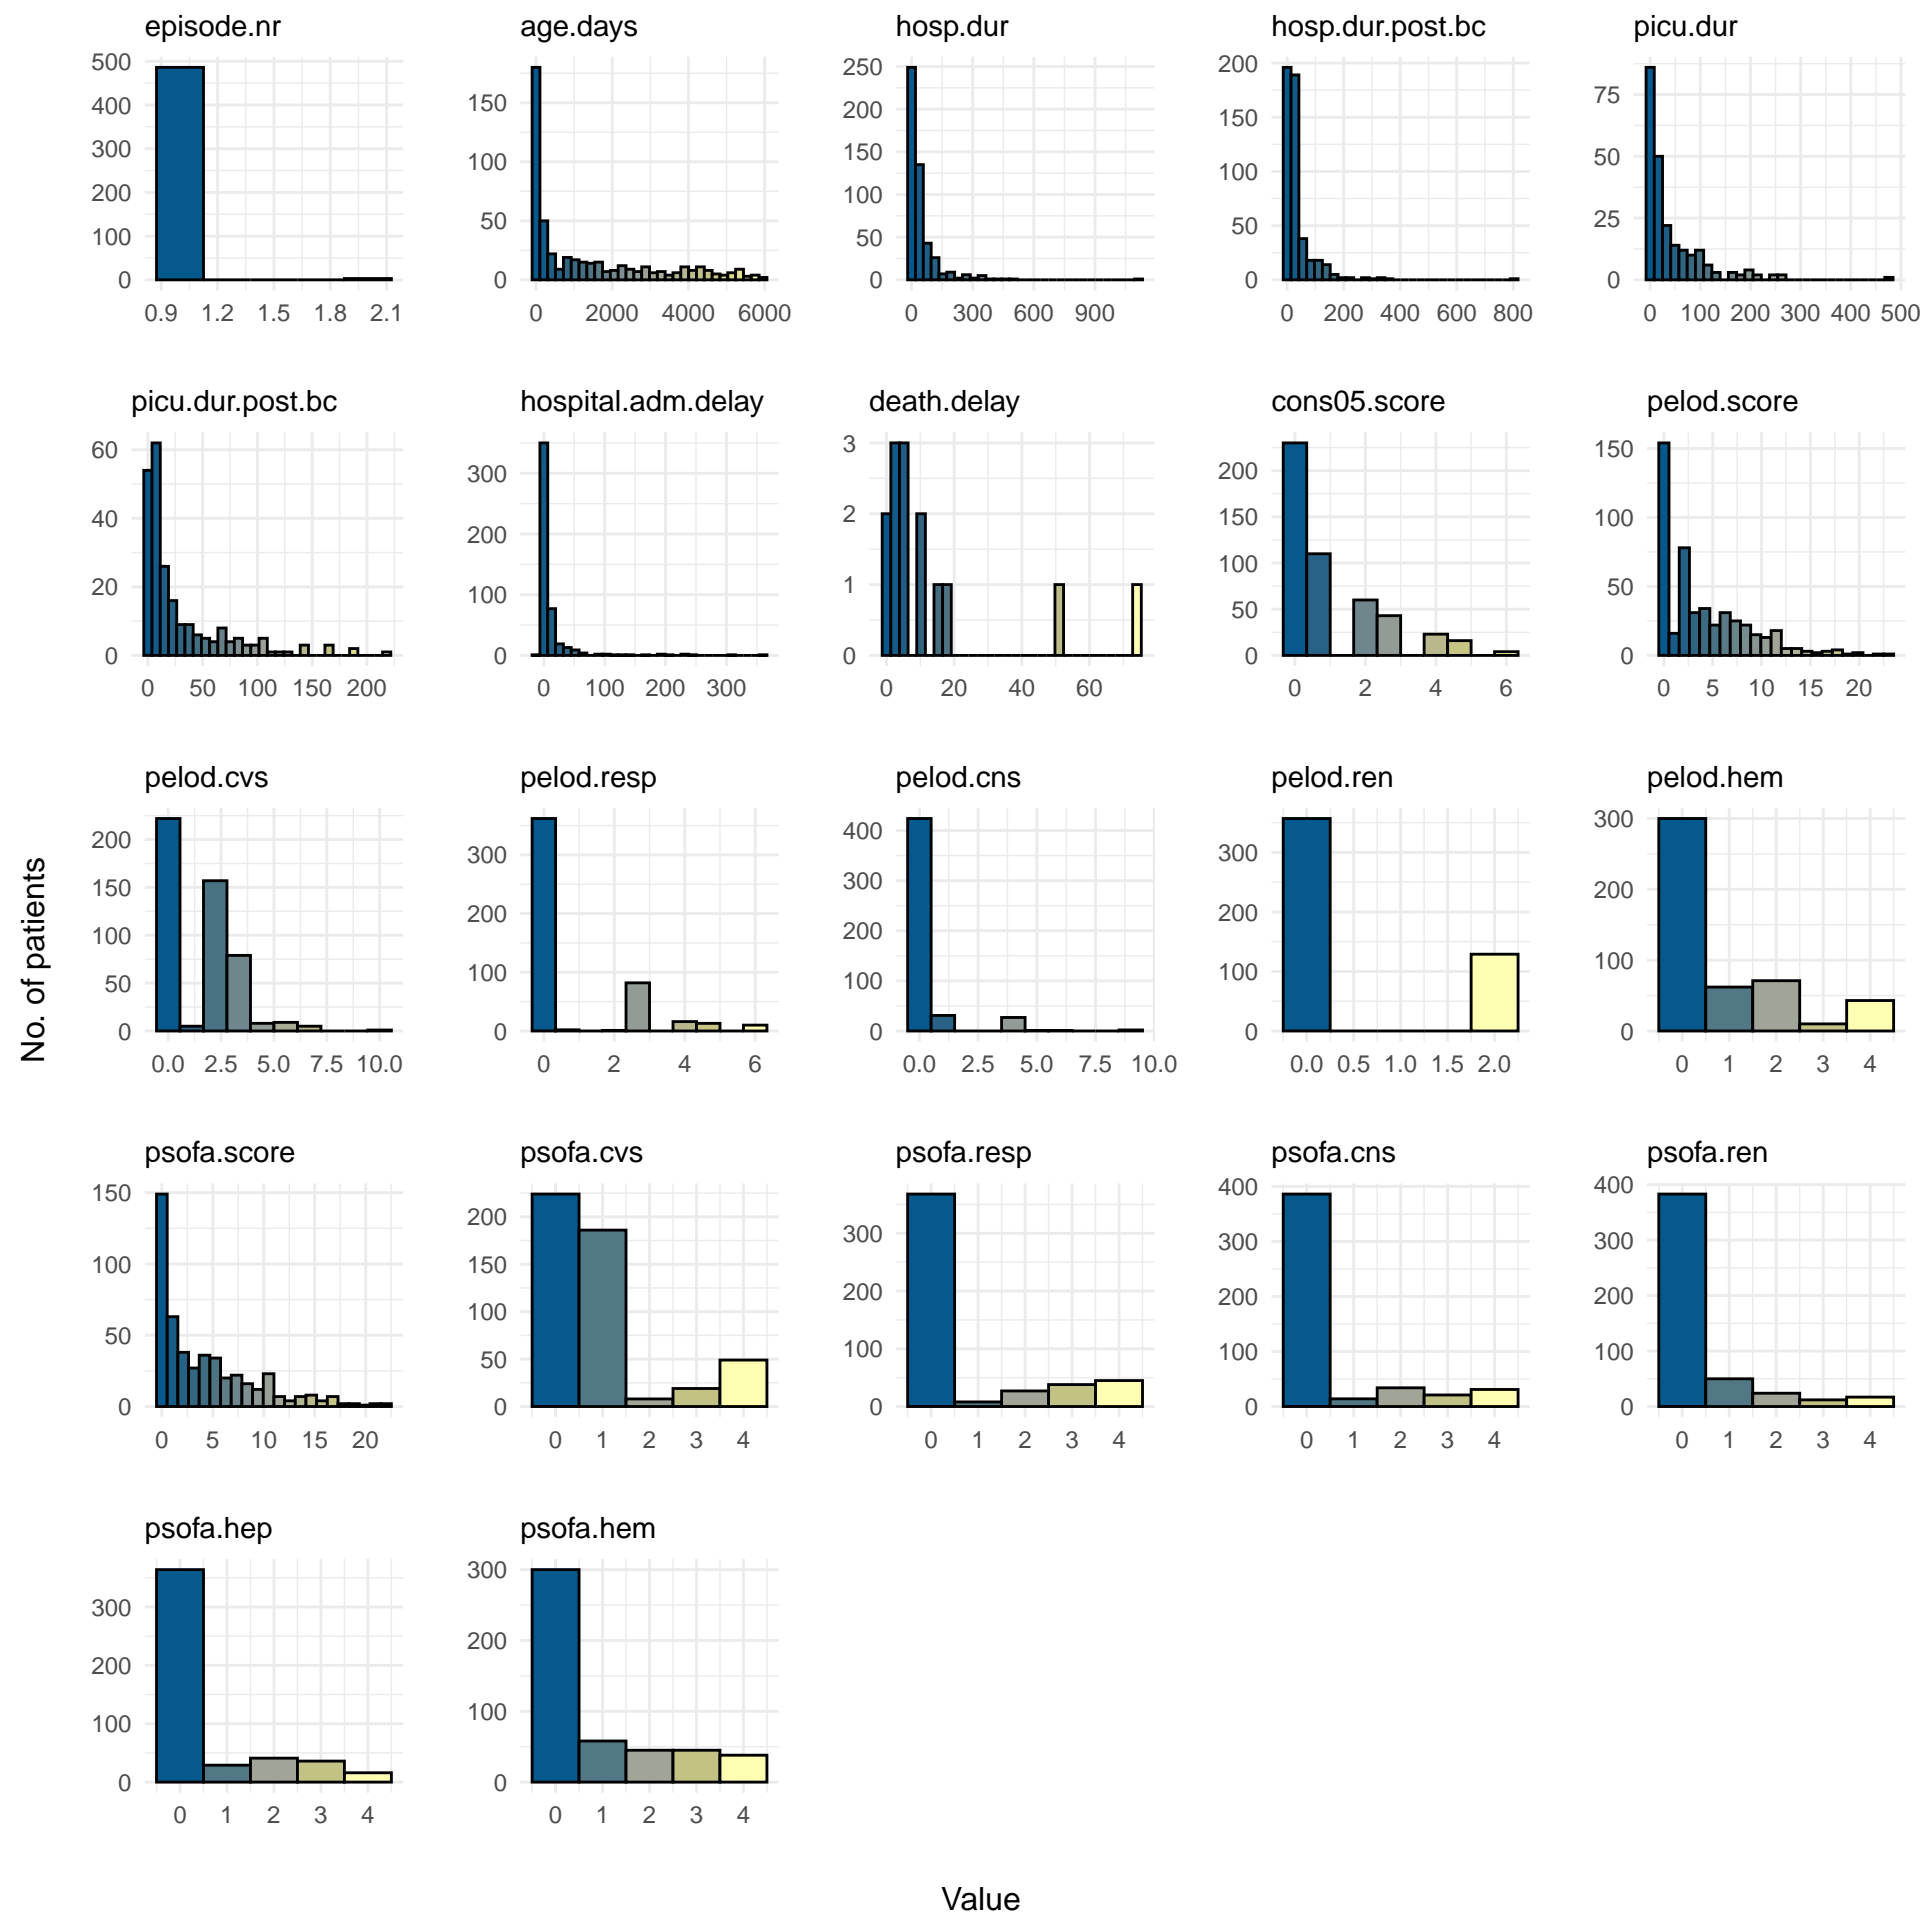 episode.nr age.days hosp.dur hosp.dur.post.bc picu.dur
500 400 300 200 100 0
0.9 1.2 1.5 1.8 2.1
150 100 50 0
0 2000 4000 6000
250 200 150 100 50 0
0 300 600 900
200 150 100 50 0
0 200 400 600 800
75 50 25 0
0 100 200 300 400 500
picu.dur.post.bc hospital.adm.delay death.delay cons05.score pelod.score
60 40 20 0
0 50 100 150 200
300 200 100 0
0 100 200 300
3 2 1 0
0 20 40 60
200 150 100 50 0
0 2 4 6
150 100 50 0
0 5 10 15 20
pelod.cvs pelod.resp pelod.cns pelod.ren pelod.hem
200 150 100 50 0
0.0 2.5 5.0 7.5 10.0
300 200 100 0
0 2 4 6
400 300 200 100 0
0.0 2.5 5.0 7.5 10.0
300 200 100 0
0.0 0.5 1.0 1.5 2.0
300 200 100 0
0 1 2 3 4
No. of patients
psofa.score psofa.cvs psofa.resp psofa.cns psofa.ren
150 100 50 0
0 5 10 15 20
200 150 100 50 0
0 1 2 3 4
300 200 100 0
0 1 2 3 4
400 300 200 100 0
0 1 2 3 4
400 300 200 100 0
0 1 2 3 4
psofa.hep psofa.hem
300 200 100 0
0 1 2 3 4
300 200 100 0
0 1 2 3 4
Value